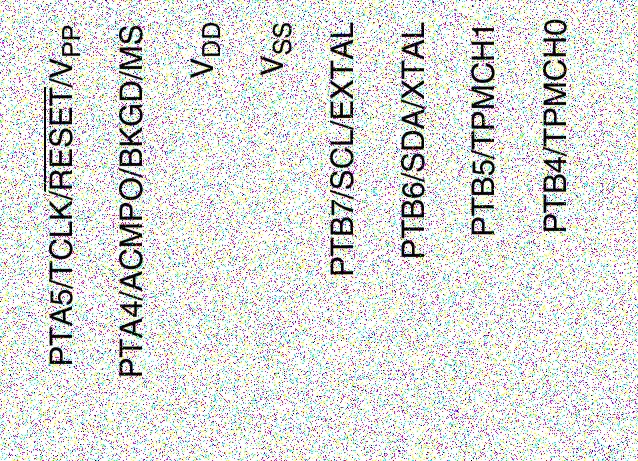 PTA5/TCLK/RESET/VPP
PTA4/ACMPO/BKGD/MS
VDD
VSS
PTB7/SCL/EXTAL
PTB6/SDA/XTAL
PTB5/TPMCH1
PTB4/TPMCH0